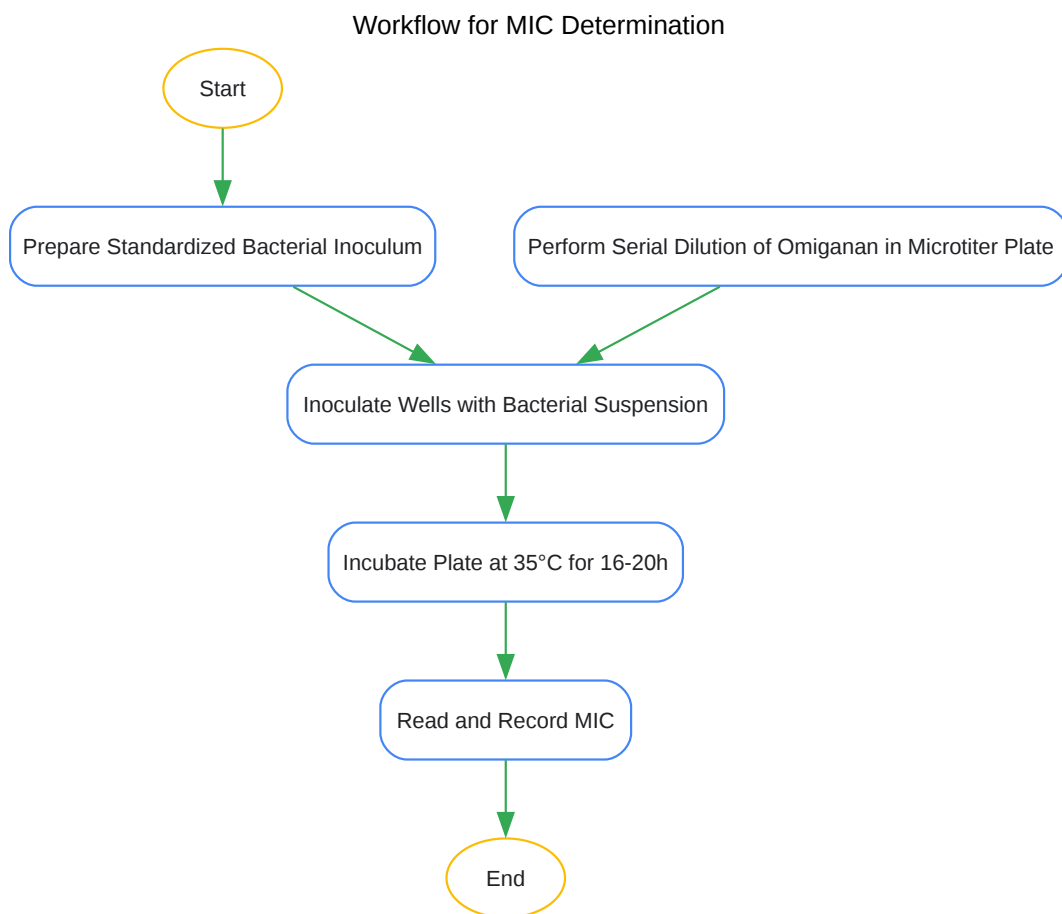 Workflow for MIC Determination
Start
Prepare Standardized Bacterial Inoculum
Perform Serial Dilution of Omiganan in Microtiter Plate
Inoculate Wells with Bacterial Suspension
Incubate Plate at 35°C for 16-20h
Read and Record MIC
End